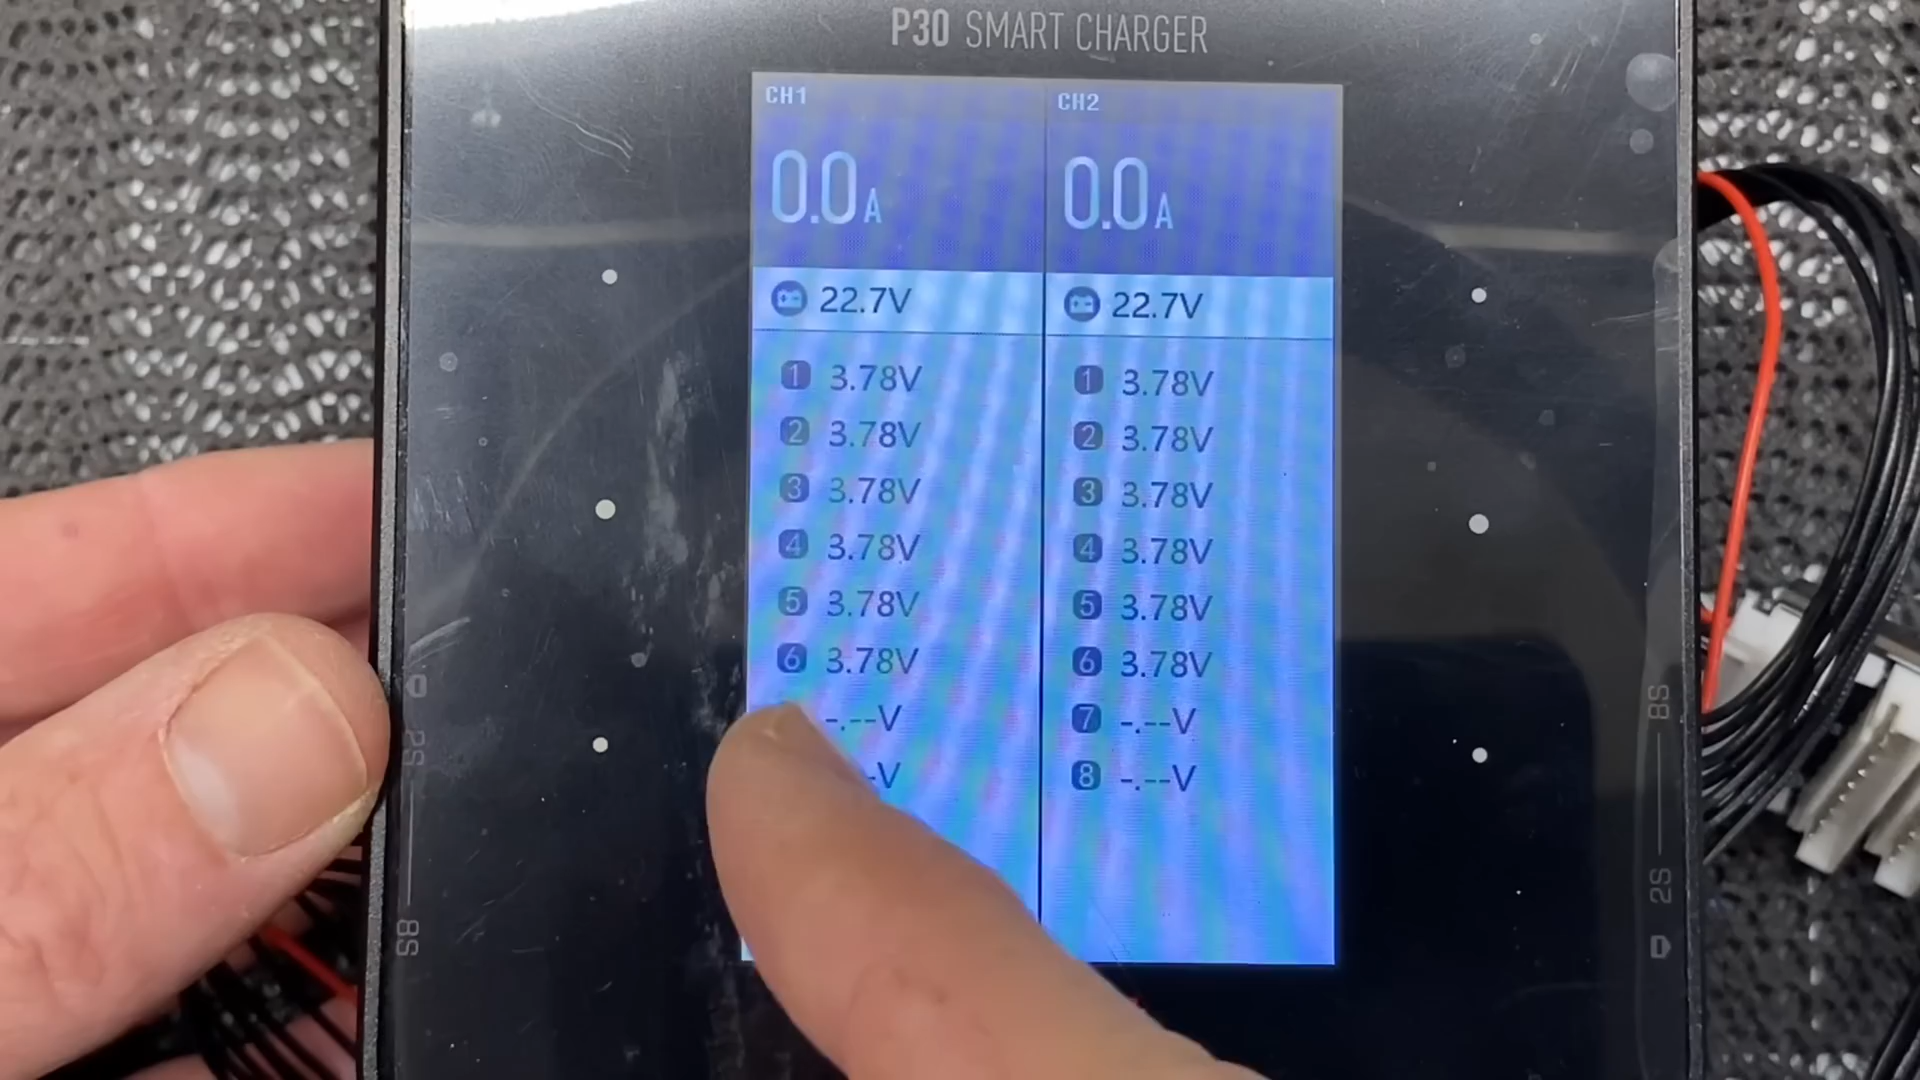 P30 SMART CHARGER
CH1
0.0A
22.7V
1 3.78V
2 3.78V
3 3.78V
4 3.78V
5 3.78V
6 3.78V
-.--V
-V
CH2
0.0A
22.7V
1 3.78V
2 3.78V
3 3.78V
4 3.78V
5 3.78V
6 3.78V
7 -.--V
8 -.--V
2S
8S
8S
2S